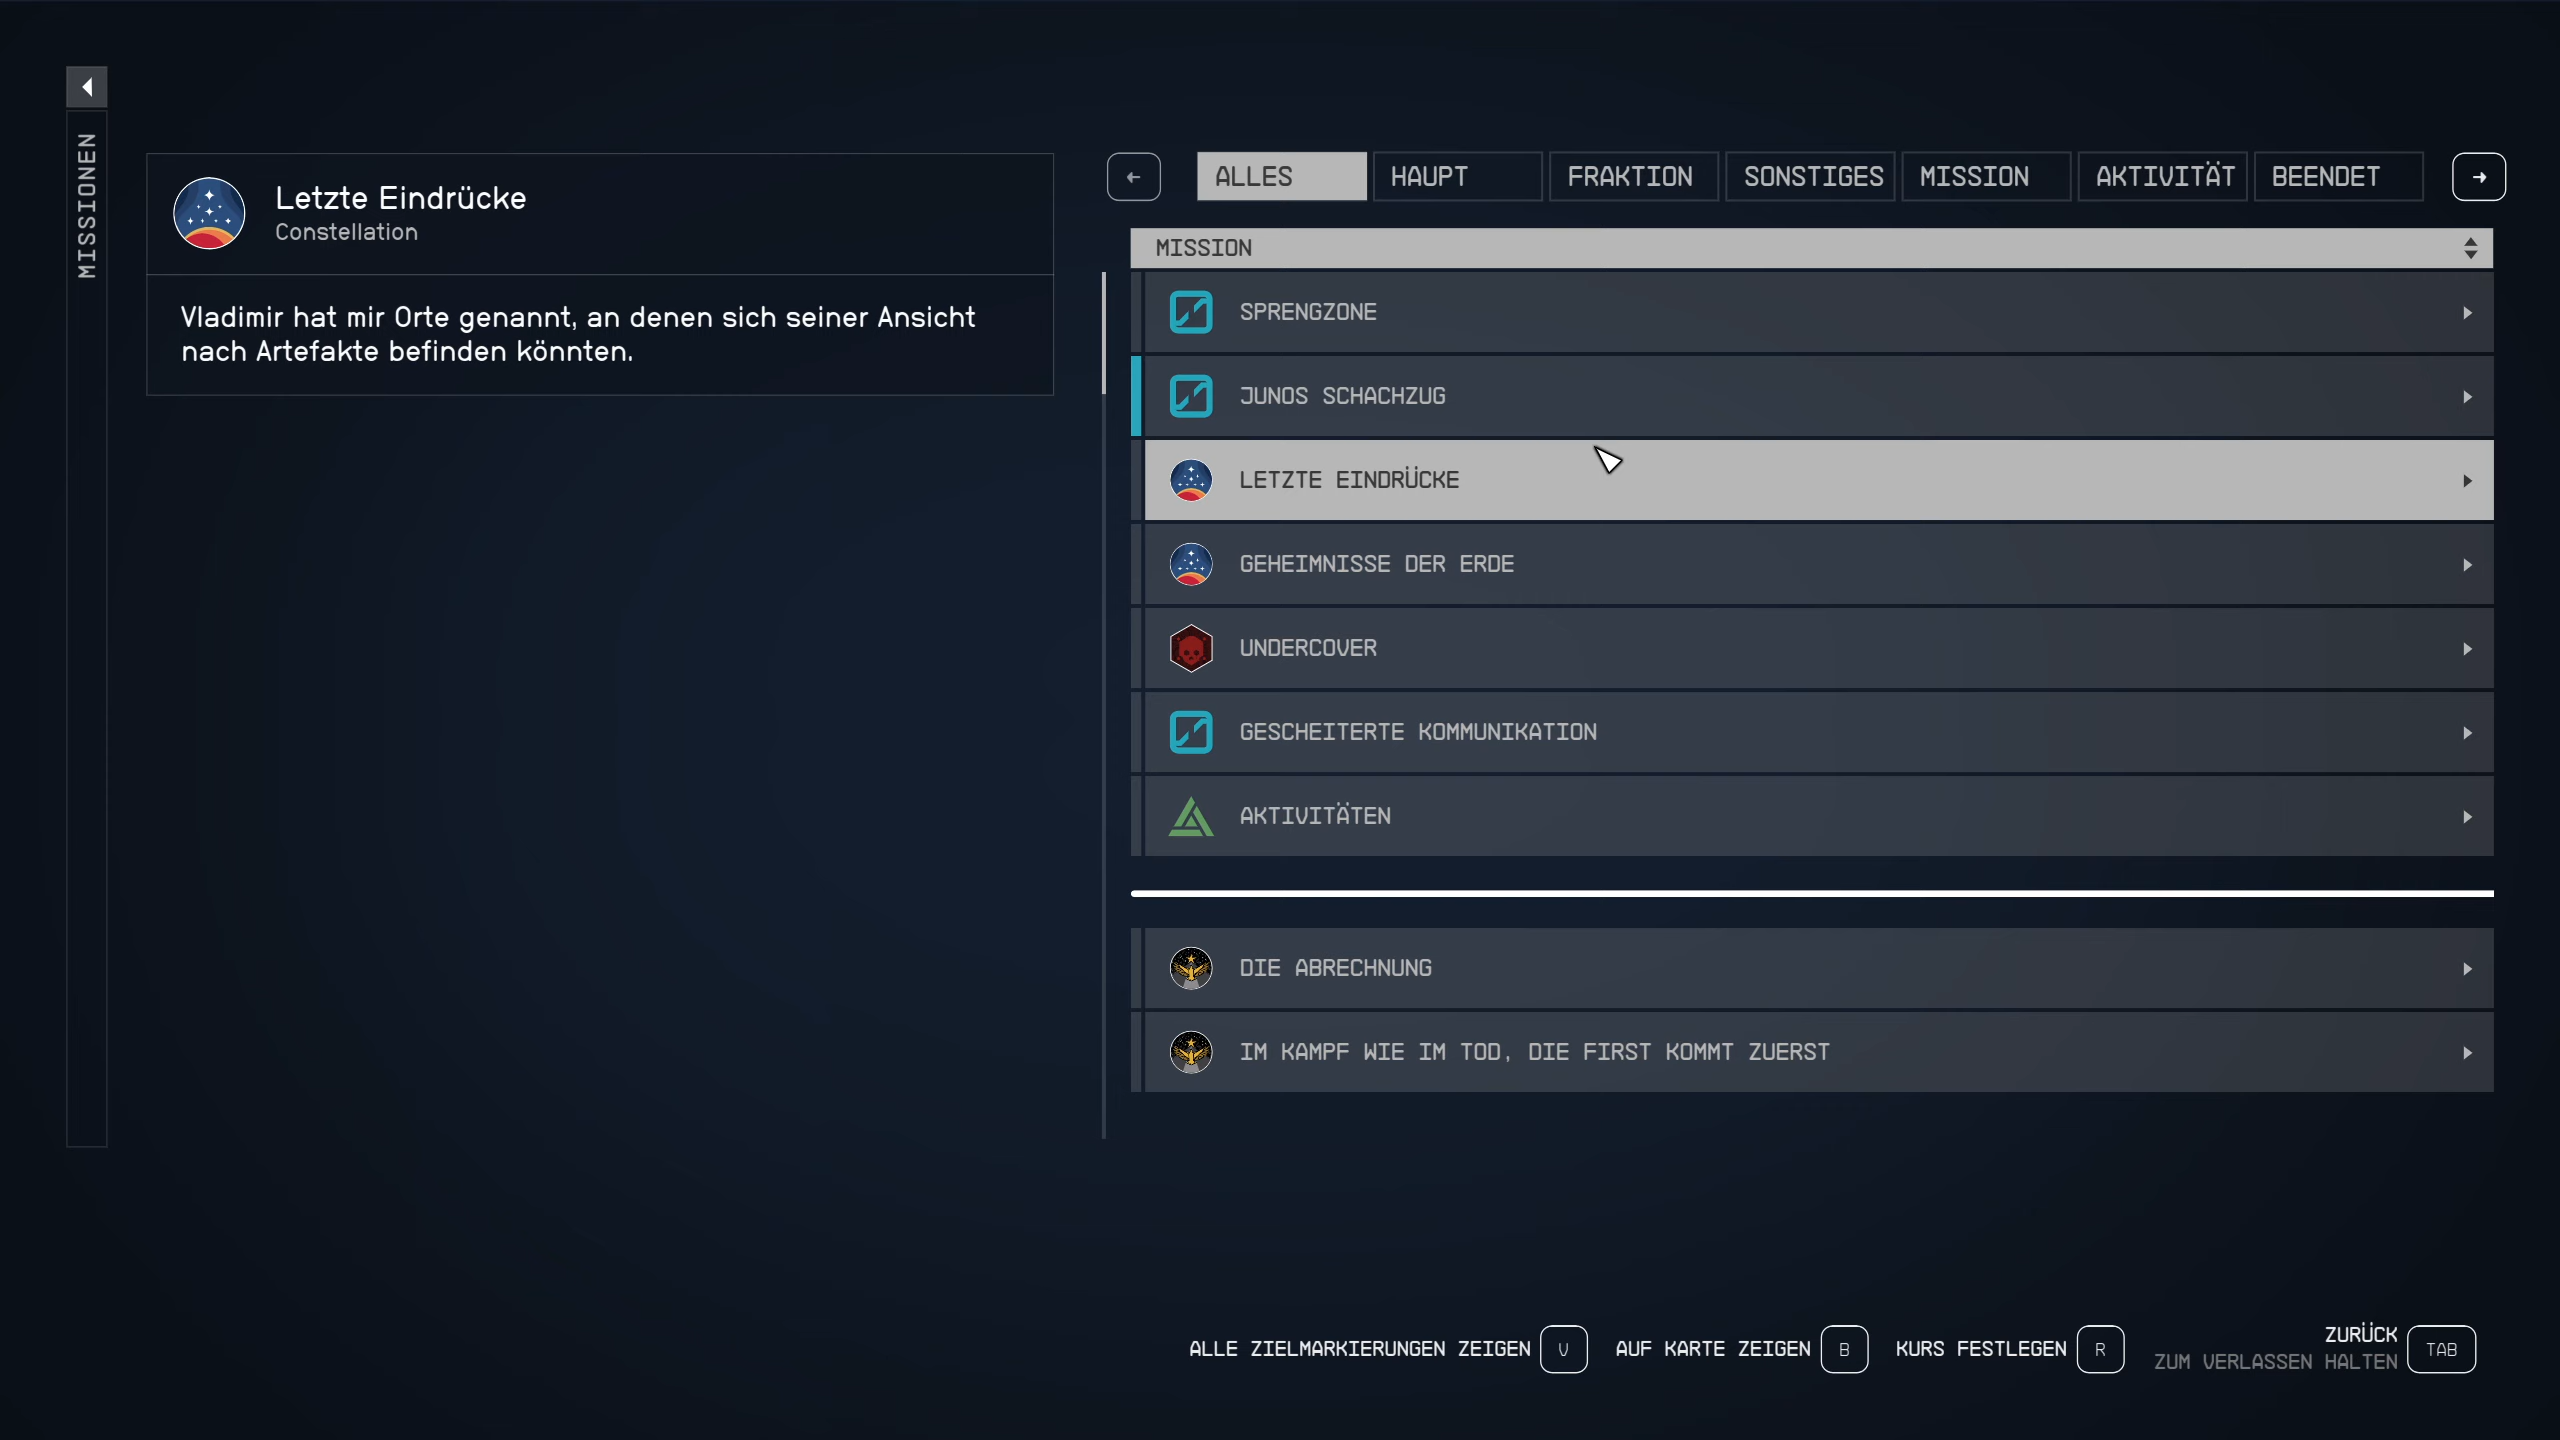 MISSIONEN
Letzte Eindrücke
Constellation
Vladimir hat mir Orte genannt, an denen sich seiner Ansicht
nach Artefakte befinden könnten.
ALLES
HAUPT
FRAKTION
SONSTIGES
MISSION
AKTIVITÄT
BEENDET
MISSION
SPRENGZONE
JUNOS SCHACHZUG
LETZTE EINDRÜCKE
GEHEIMNISSE DER ERDE
UNDERCOVER
GESCHEITERTE KOMMUNIKATION
AKTIVITÄTEN
DIE ABRECHNUNG
IM KAMPF WIE IM TOD, DIE FIRST KOMMT ZUERST
ALLE ZIELMARKIERUNGEN ZEIGEN V
AUF KARTE ZEIGEN B
KURS FESTLEGEN R
ZURÜCK
ZUM VERLASSEN HALTEN TAB